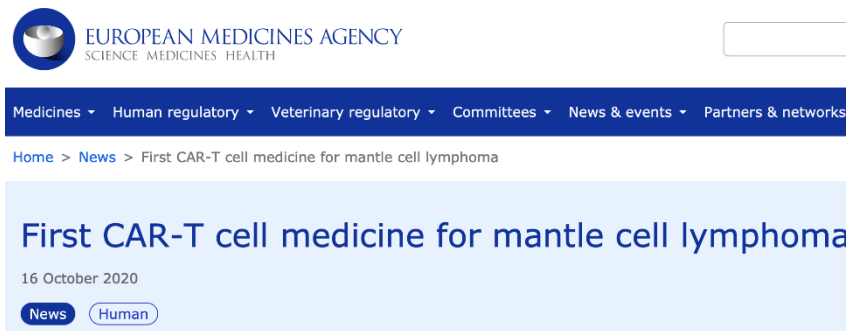 EUROPEAN MEDICINES AGENCY
SCIENCE MEDICINES HEALTH
Medicines Human regulatory Veterinary regulatory Committees News & events Partners & networks
Home > News > First CAR-T cell medicine for mantle cell lymphoma
First CAR-T cell medicine for mantle cell lymphoma
16 October 2020
News Human